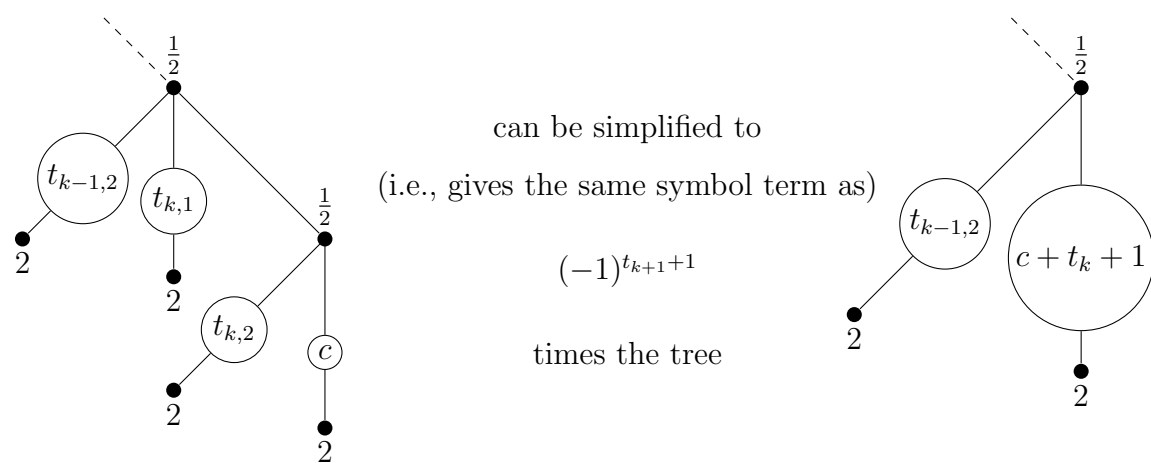 1/2
t_{k-1,2}
t_{k,1}
2
2
1/2
t_{k,2}
c
2
2
can be simplified to
(i.e., gives the same symbol term as)
(-1)^{t_{k+1}+1}
times the tree
1/2
t_{k-1,2}
c + t_k + 1
2
2